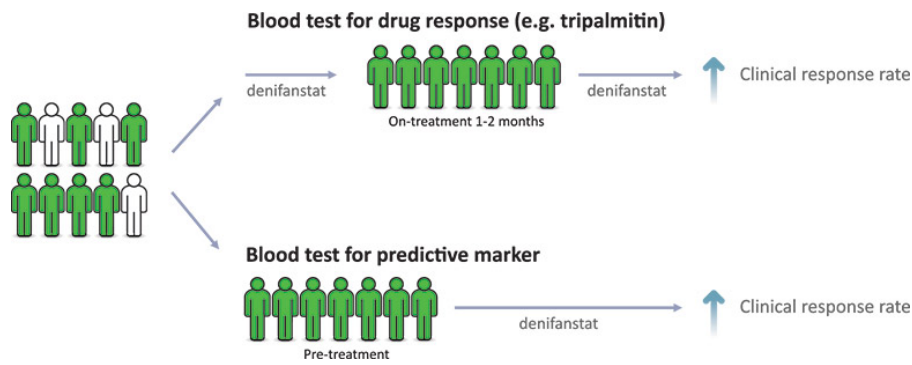 Blood test for drug response (e.g. tripalmitin)
denifanstat
On-treatment 1-2 months
denifanstat
Clinical response rate
Blood test for predictive marker
Pre-treatment
denifanstat
Clinical response rate